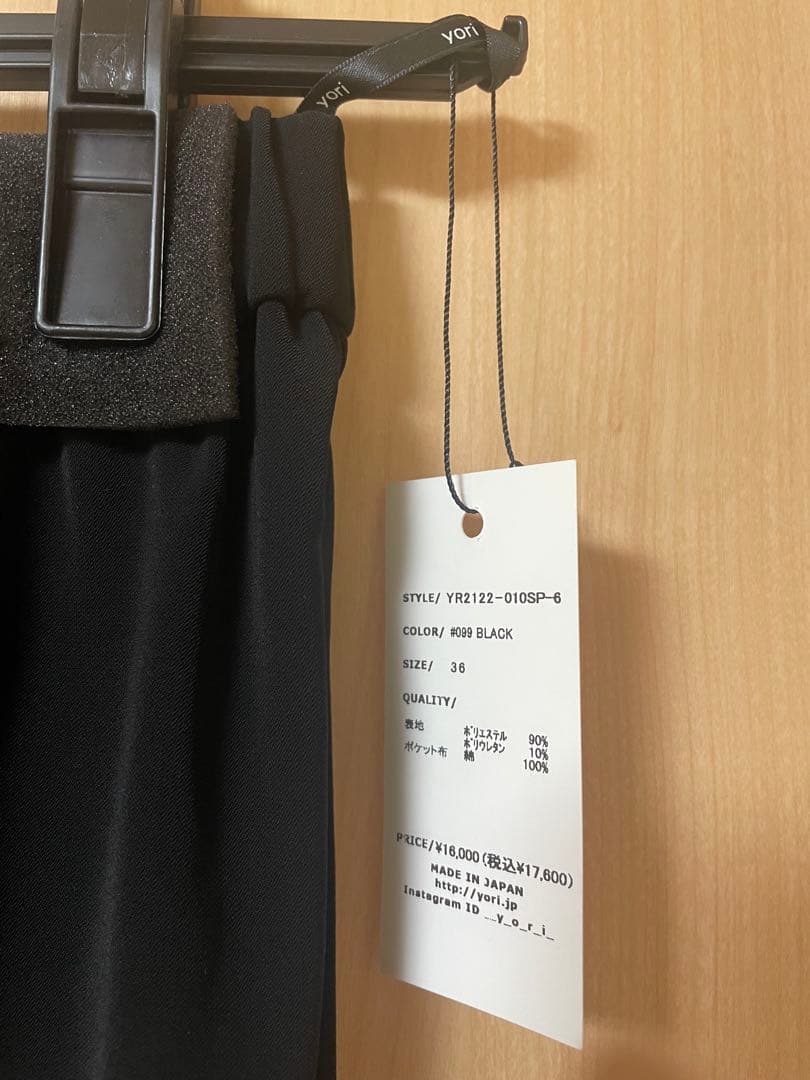 yori
yori
STYLE/ YR2122-010SP-6
COLOR/ #099 BLACK
SIZE/ 36
QUALITY/
表地 ﾎﾟﾘｴｽﾃﾙ 90%
ﾎﾟﾘｳﾚﾀﾝ 10%
ポケット布 綿 100%
PRICE/¥16,000(税込¥17,600)
MADE IN JAPAN
http://yori.jp
Instagram ID __y_o_r_i_